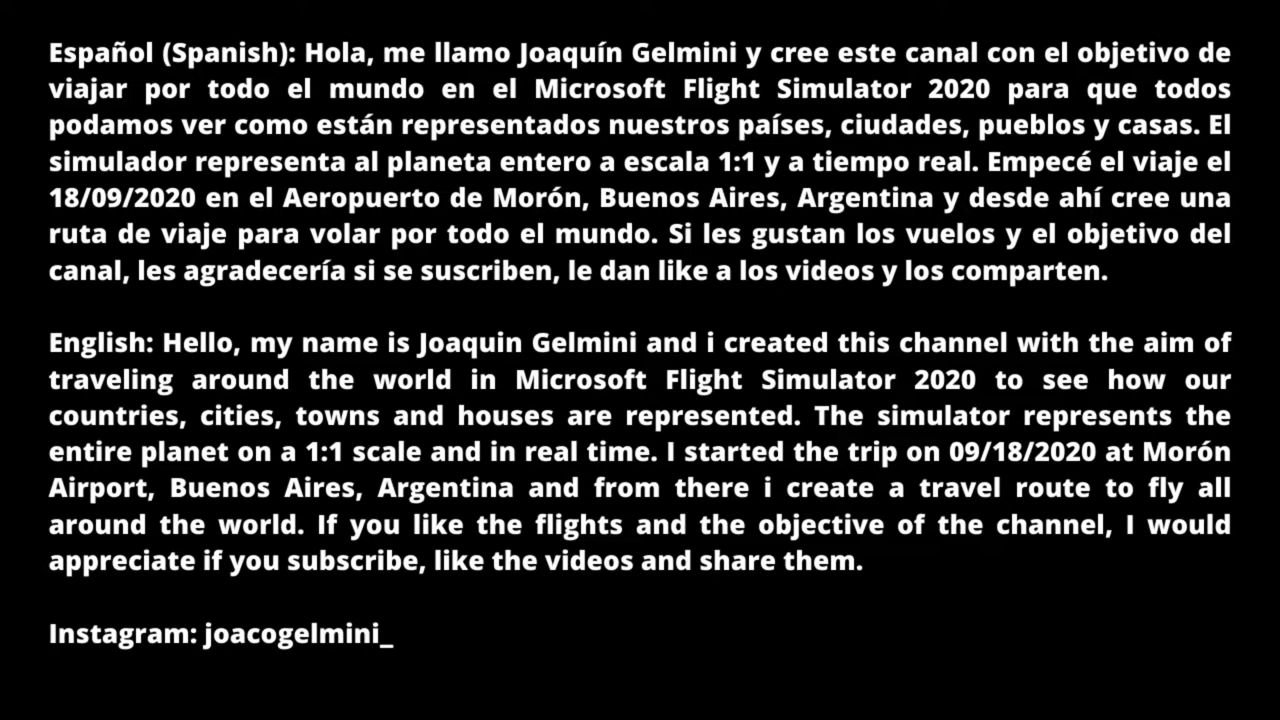 Español (Spanish): Hola, me llamo Joaquín Gelmini y cree este canal con el objetivo de
viajar por todo el mundo en el Microsoft Flight Simulator 2020 para que todos
podamos ver como están representados nuestros países, ciudades, pueblos y casas. El
simulador representa al planeta entero a escala 1:1 y a tiempo real. Empecé el viaje el
18/09/2020 en el Aeropuerto de Morón, Buenos Aires, Argentina y desde ahí cree una
ruta de viaje para volar por todo el mundo. Si les gustan los vuelos y el objetivo del
canal, les agradecería si se suscriben, le dan like a los videos y los comparten.
English: Hello, my name is Joaquin Gelmini and i created this channel with the aim of
traveling around the world in Microsoft Flight Simulator 2020 to see how our
countries, cities, towns and houses are represented. The simulator represents the
entire planet on a 1:1 scale and in real time. I started the trip on 09/18/2020 at Morón
Airport, Buenos Aires, Argentina and from there i create a travel route to fly all
around the world. If you like the flights and the objective of the channel, I would
appreciate if you subscribe, like the videos and share them.
Instagram: joacogelmini_